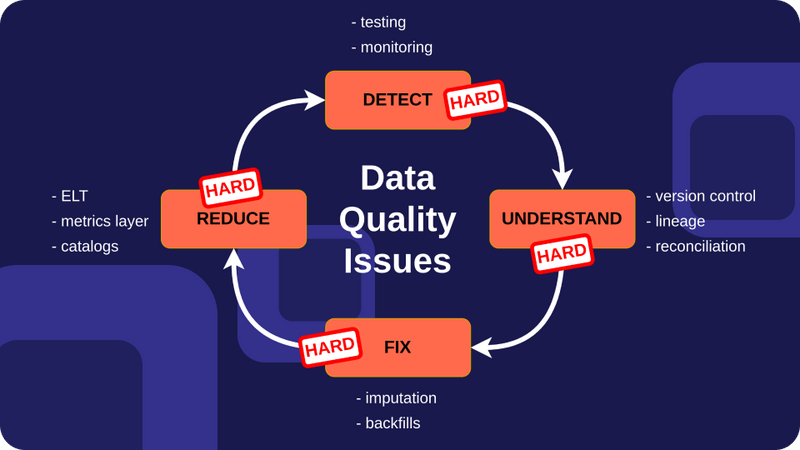 - testing
- monitoring
DETECT
HARD
Data
Quality
Issues
HARD
REDUCE
- ELT
- metrics layer
- catalogs
UNDERSTAND
HARD
- version control
- lineage
- reconciliation
HARD
FIX
- imputation
- backfills